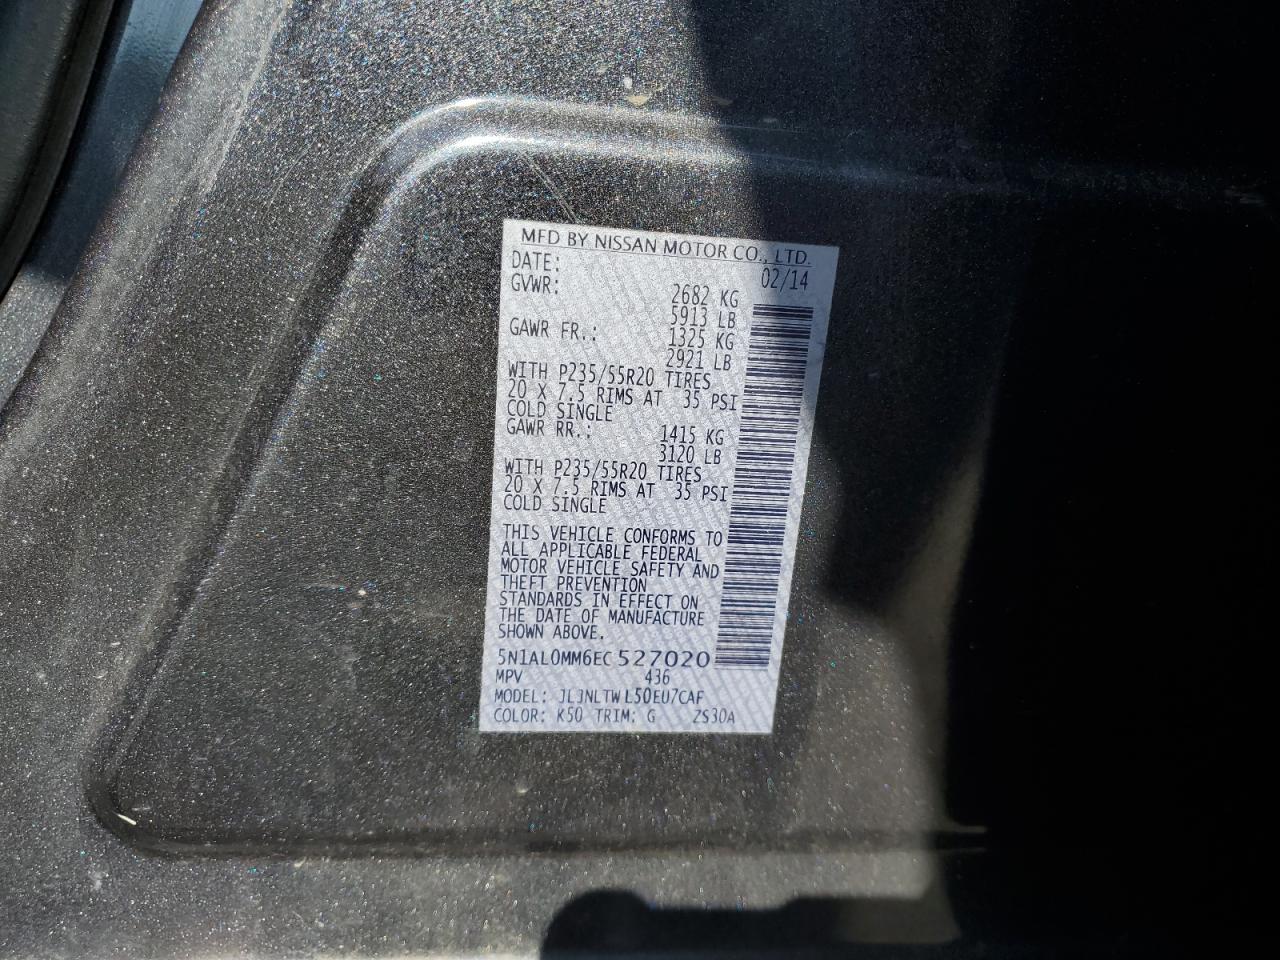 MFD BY NISSAN MOTOR CO., LTD.
DATE: 02/14
GVWR: 2682 KG
5913 LB
GAWR FR.: 1325 KG
2921 LB
WITH P235/55R20 TIRES
20 X 7.5 RIMS AT 35 PSI
COLD SINGLE
GAWR RR.: 1415 KG
3120 LB
WITH P235/55R20 TIRES
20 X 7.5 RIMS AT 35 PSI
COLD SINGLE
THIS VEHICLE CONFORMS TO
ALL APPLICABLE FEDERAL
MOTOR VEHICLE SAFETY AND
THEFT PREVENTION
STANDARDS IN EFFECT ON
THE DATE OF MANUFACTURE
SHOWN ABOVE.
5N1AL0MM6EC527020
MPV 436
MODEL: JLJNLTWL50EU7CAF
COLOR: K50 TRIM: G ZS30A